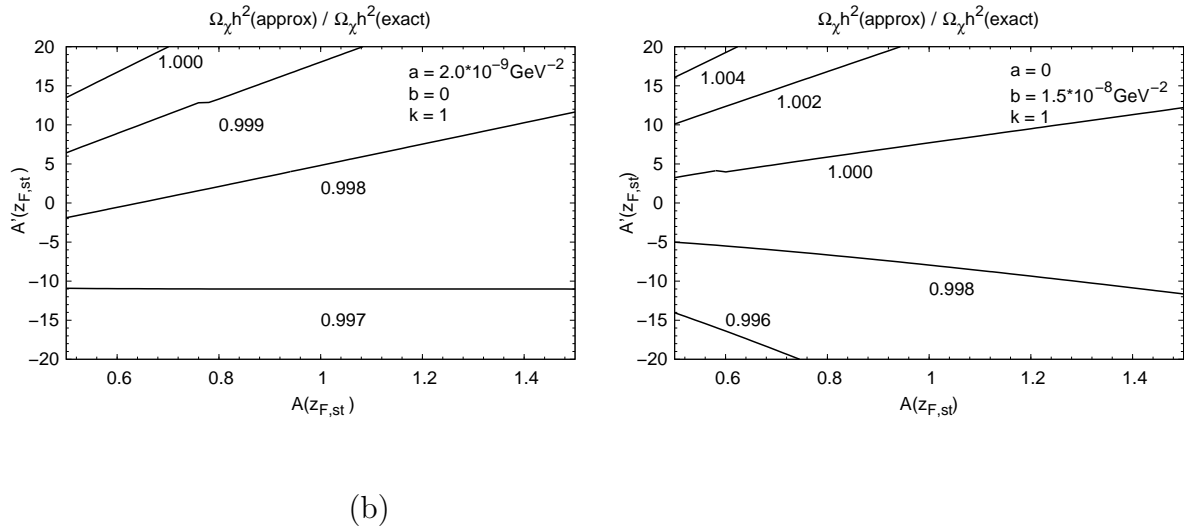 Ωχh²(approx) / Ωχh²(exact)
20
15
10
5
0
−5
−10
−15
−20
A'(z_F,st)
1.000
0.999
0.998
0.997
a = 2.0*10⁻⁹GeV⁻²
b = 0
k = 1
0.6 0.8 1 1.2 1.4
A(z_F,st )
Ωχh²(approx) / Ωχh²(exact)
20
15
10
5
0
−5
−10
−15
−20
A'(z_F,st)
1.004
1.002
1.000
0.998
0.996
a = 0
b = 1.5*10⁻⁸GeV⁻²
k = 1
0.6 0.8 1 1.2 1.4
A(z_F,st)
(b)